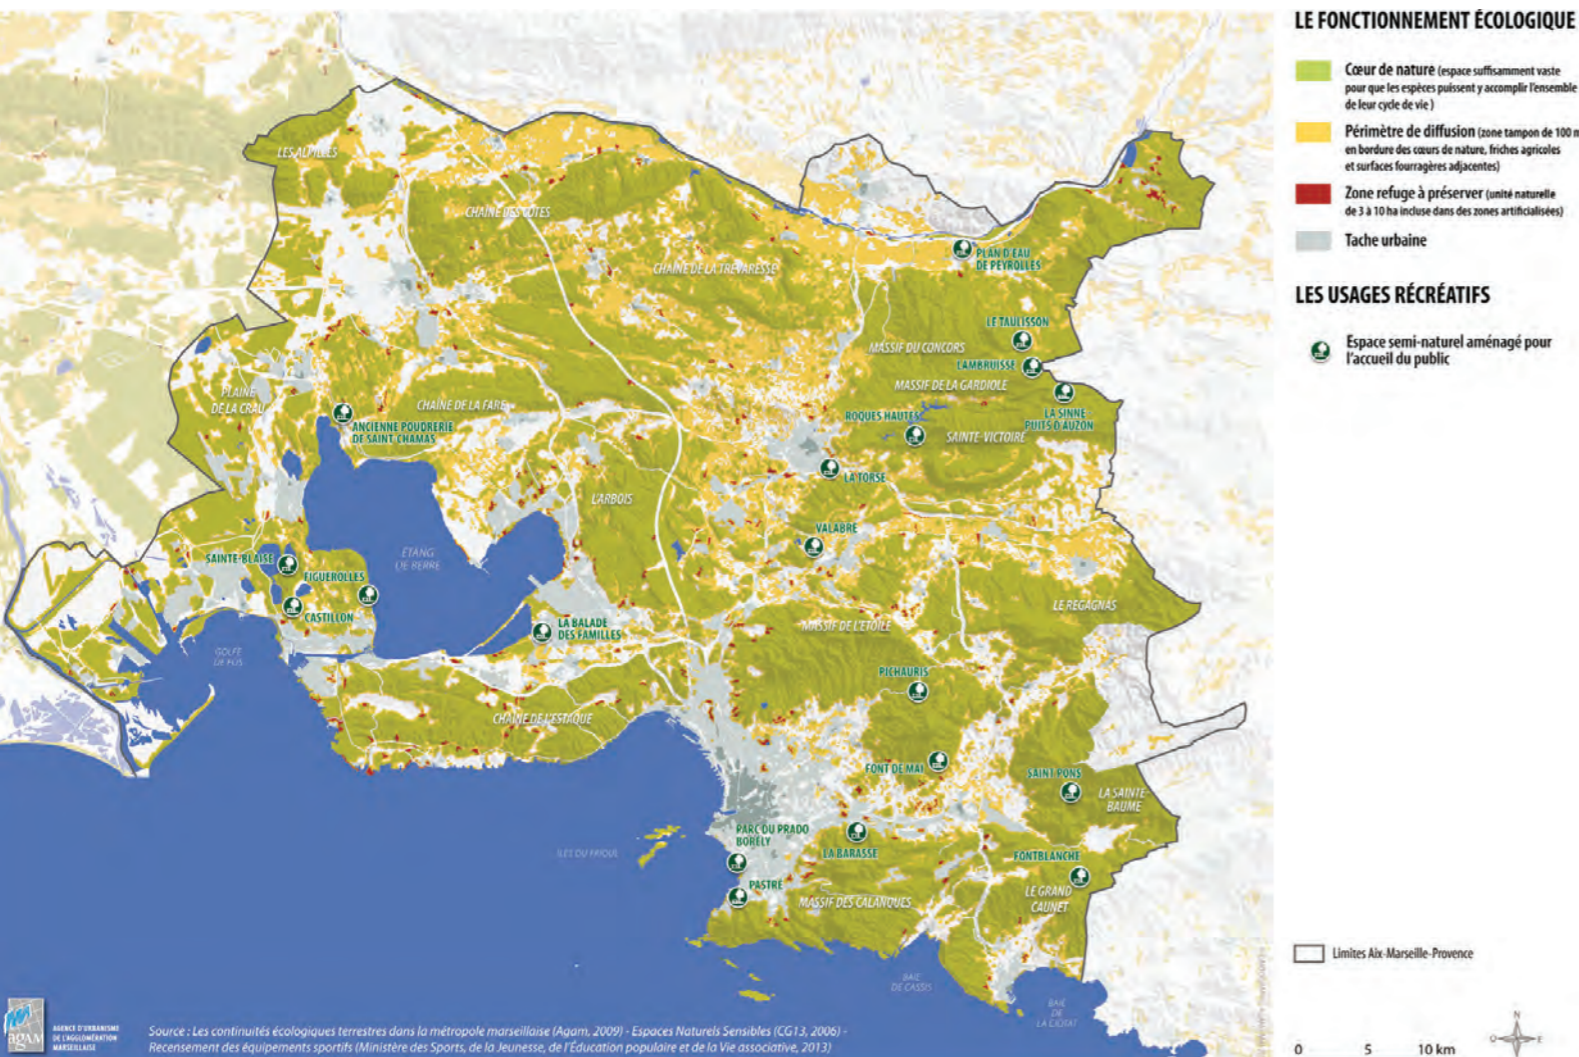 LE FONCTIONNEMENT ÉCOLOGIQUE
Cœur de nature (espace suffisamment vaste
pour que les espèces puissent y accomplir l'ensemble
de leur cycle de vie )
Périmètre de diffusion (zone tampon de 100 m
en bordure des cœurs de nature, friches agricoles
et surfaces fourragères adjacentes)
Zone refuge à préserver (unité naturelle
de 3 à 10 ha incluse dans des zones artificialisées)
Tache urbaine
LES USAGES RÉCRÉATIFS
Espace semi-naturel aménagé pour
l'accueil du public
LES ALPILLES
CHAÎNE DES CÔTES
CHAÎNE DE LA TRÉVARESSE
PLAN D'EAU
DE PEYROLLES
LE TAULISSON
MASSIF DU CONCORS
LAMBRUISSE
MASSIF DE LA GARDIOLE
PLAINE
DE LA CRAU
CHAÎNE DE LA FARE
ANCIENNE POUDRERIE
DE SAINT-CHAMAS
ROQUES HAUTES
LA SINNE -
PUITS D'AUZON
SAINTE-VICTOIRE
LA TORSE
L'ARBOIS
VALABRE
ÉTANG
DE BERRE
SAINTE-BLAISE
FIGUEROLLES
CASTILLON
LA BALADE
DES FAMILLES
LE RÉGAGNAS
MASSIF DE L'ÉTOILE
GOLFE
DE FOS
PICHAURIS
CHAÎNE DE L'ESTAQUE
FONT DE MAI
SAINT PONS
LA SAINTE-
BAUME
PARC DU PRADO
BORÉLY
LA BARASSE
ILES DU FRIOUL
FONTBLANCHE
PASTRÉ
MASSIF DES CALANQUES
LE GRAND
CAUNET
BAIE
DE CASSIS
BAIE
DE
LA CIOTAT
Limites Aix-Marseille-Provence
N
O
E
0 5 10 km
agam
AGENCE D'URBANISME
DE L'AGGLOMÉRATION
MARSEILLAISE
Source : Les continuités écologiques terrestres dans la métropole marseillaise (Agam, 2009) - Espaces Naturels Sensibles (CG13, 2006) -
Recensement des équipements sportifs (Ministère des Sports, de la Jeunesse, de l'Éducation populaire et de la Vie associative, 2013)